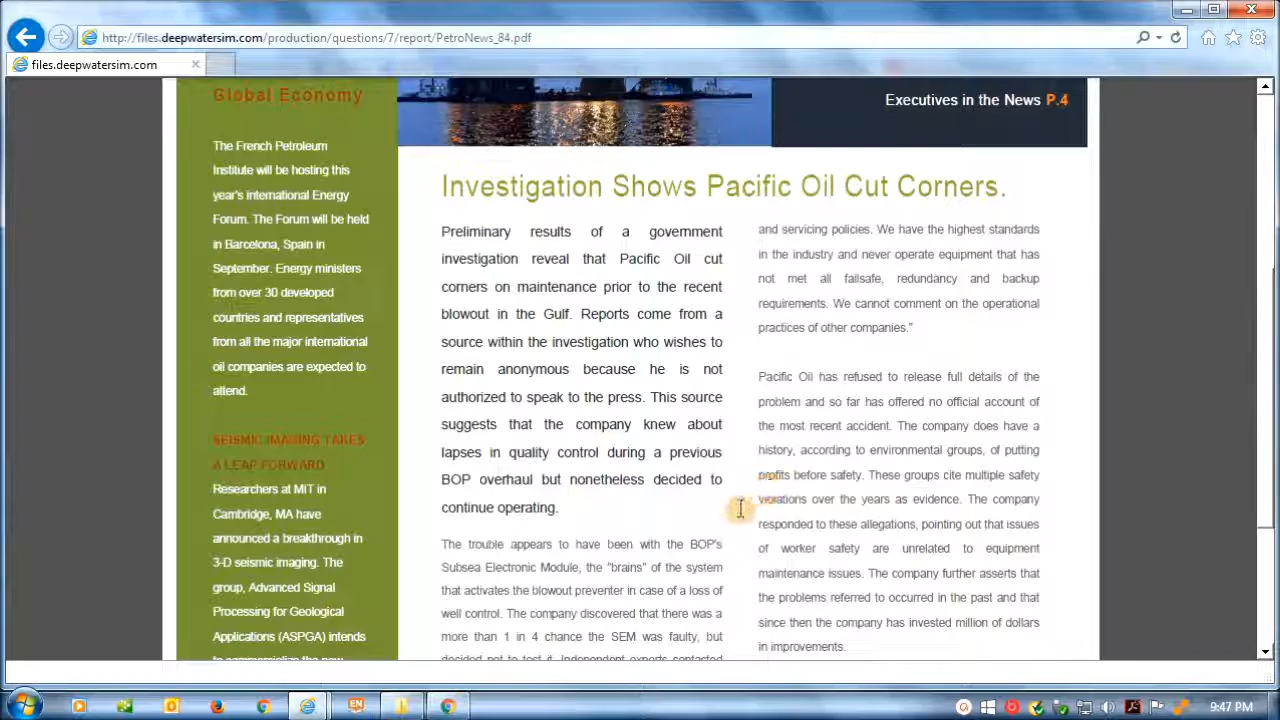 http://files.deepwatersim.com/production/questions/7/report/PetroNews_84.pdf
files.deepwatersim.com
Global Economy
The French Petroleum
Institute will be hosting this
year's international Energy
Forum. The Forum will be held
in Barcelona, Spain in
September. Energy ministers
from over 30 developed
countries and representatives
from all the major international
oil companies are expected to
attend.
SEISMIC IMAGING TAKES
A LEAP FORWARD
Researchers at MIT in
Cambridge, MA have
announced a breakthrough in
3-D seismic imaging. The
group, Advanced Signal
Processing for Geological
Applications (ASPGA) intends
to commercialize the new
Executives in the News P.4
Investigation Shows Pacific Oil Cut Corners.
Preliminary results of a government
investigation reveal that Pacific Oil cut
corners on maintenance prior to the recent
blowout in the Gulf. Reports come from a
source within the investigation who wishes to
remain anonymous because he is not
authorized to speak to the press. This source
suggests that the company knew about
lapses in quality control during a previous
BOP overhaul but nonetheless decided to
continue operating.
The trouble appears to have been with the BOP's
Subsea Electronic Module, the "brains" of the system
that activates the blowout preventer in case of a loss of
well control. The company discovered that there was a
more than 1 in 4 chance the SEM was faulty, but
decided not to test it. Independent experts contacted
and servicing policies. We have the highest standards
in the industry and never operate equipment that has
not met all failsafe, redundancy and backup
requirements. We cannot comment on the operational
practices of other companies."
Pacific Oil has refused to release full details of the
problem and so far has offered no official account of
the most recent accident. The company does have a
history, according to environmental groups, of putting
profits before safety. These groups cite multiple safety
violations over the years as evidence. The company
responded to these allegations, pointing out that issues
of worker safety are unrelated to equipment
maintenance issues. The company further asserts that
the problems referred to occurred in the past and that
since then the company has invested million of dollars
in improvements.
EN
9:47 PM